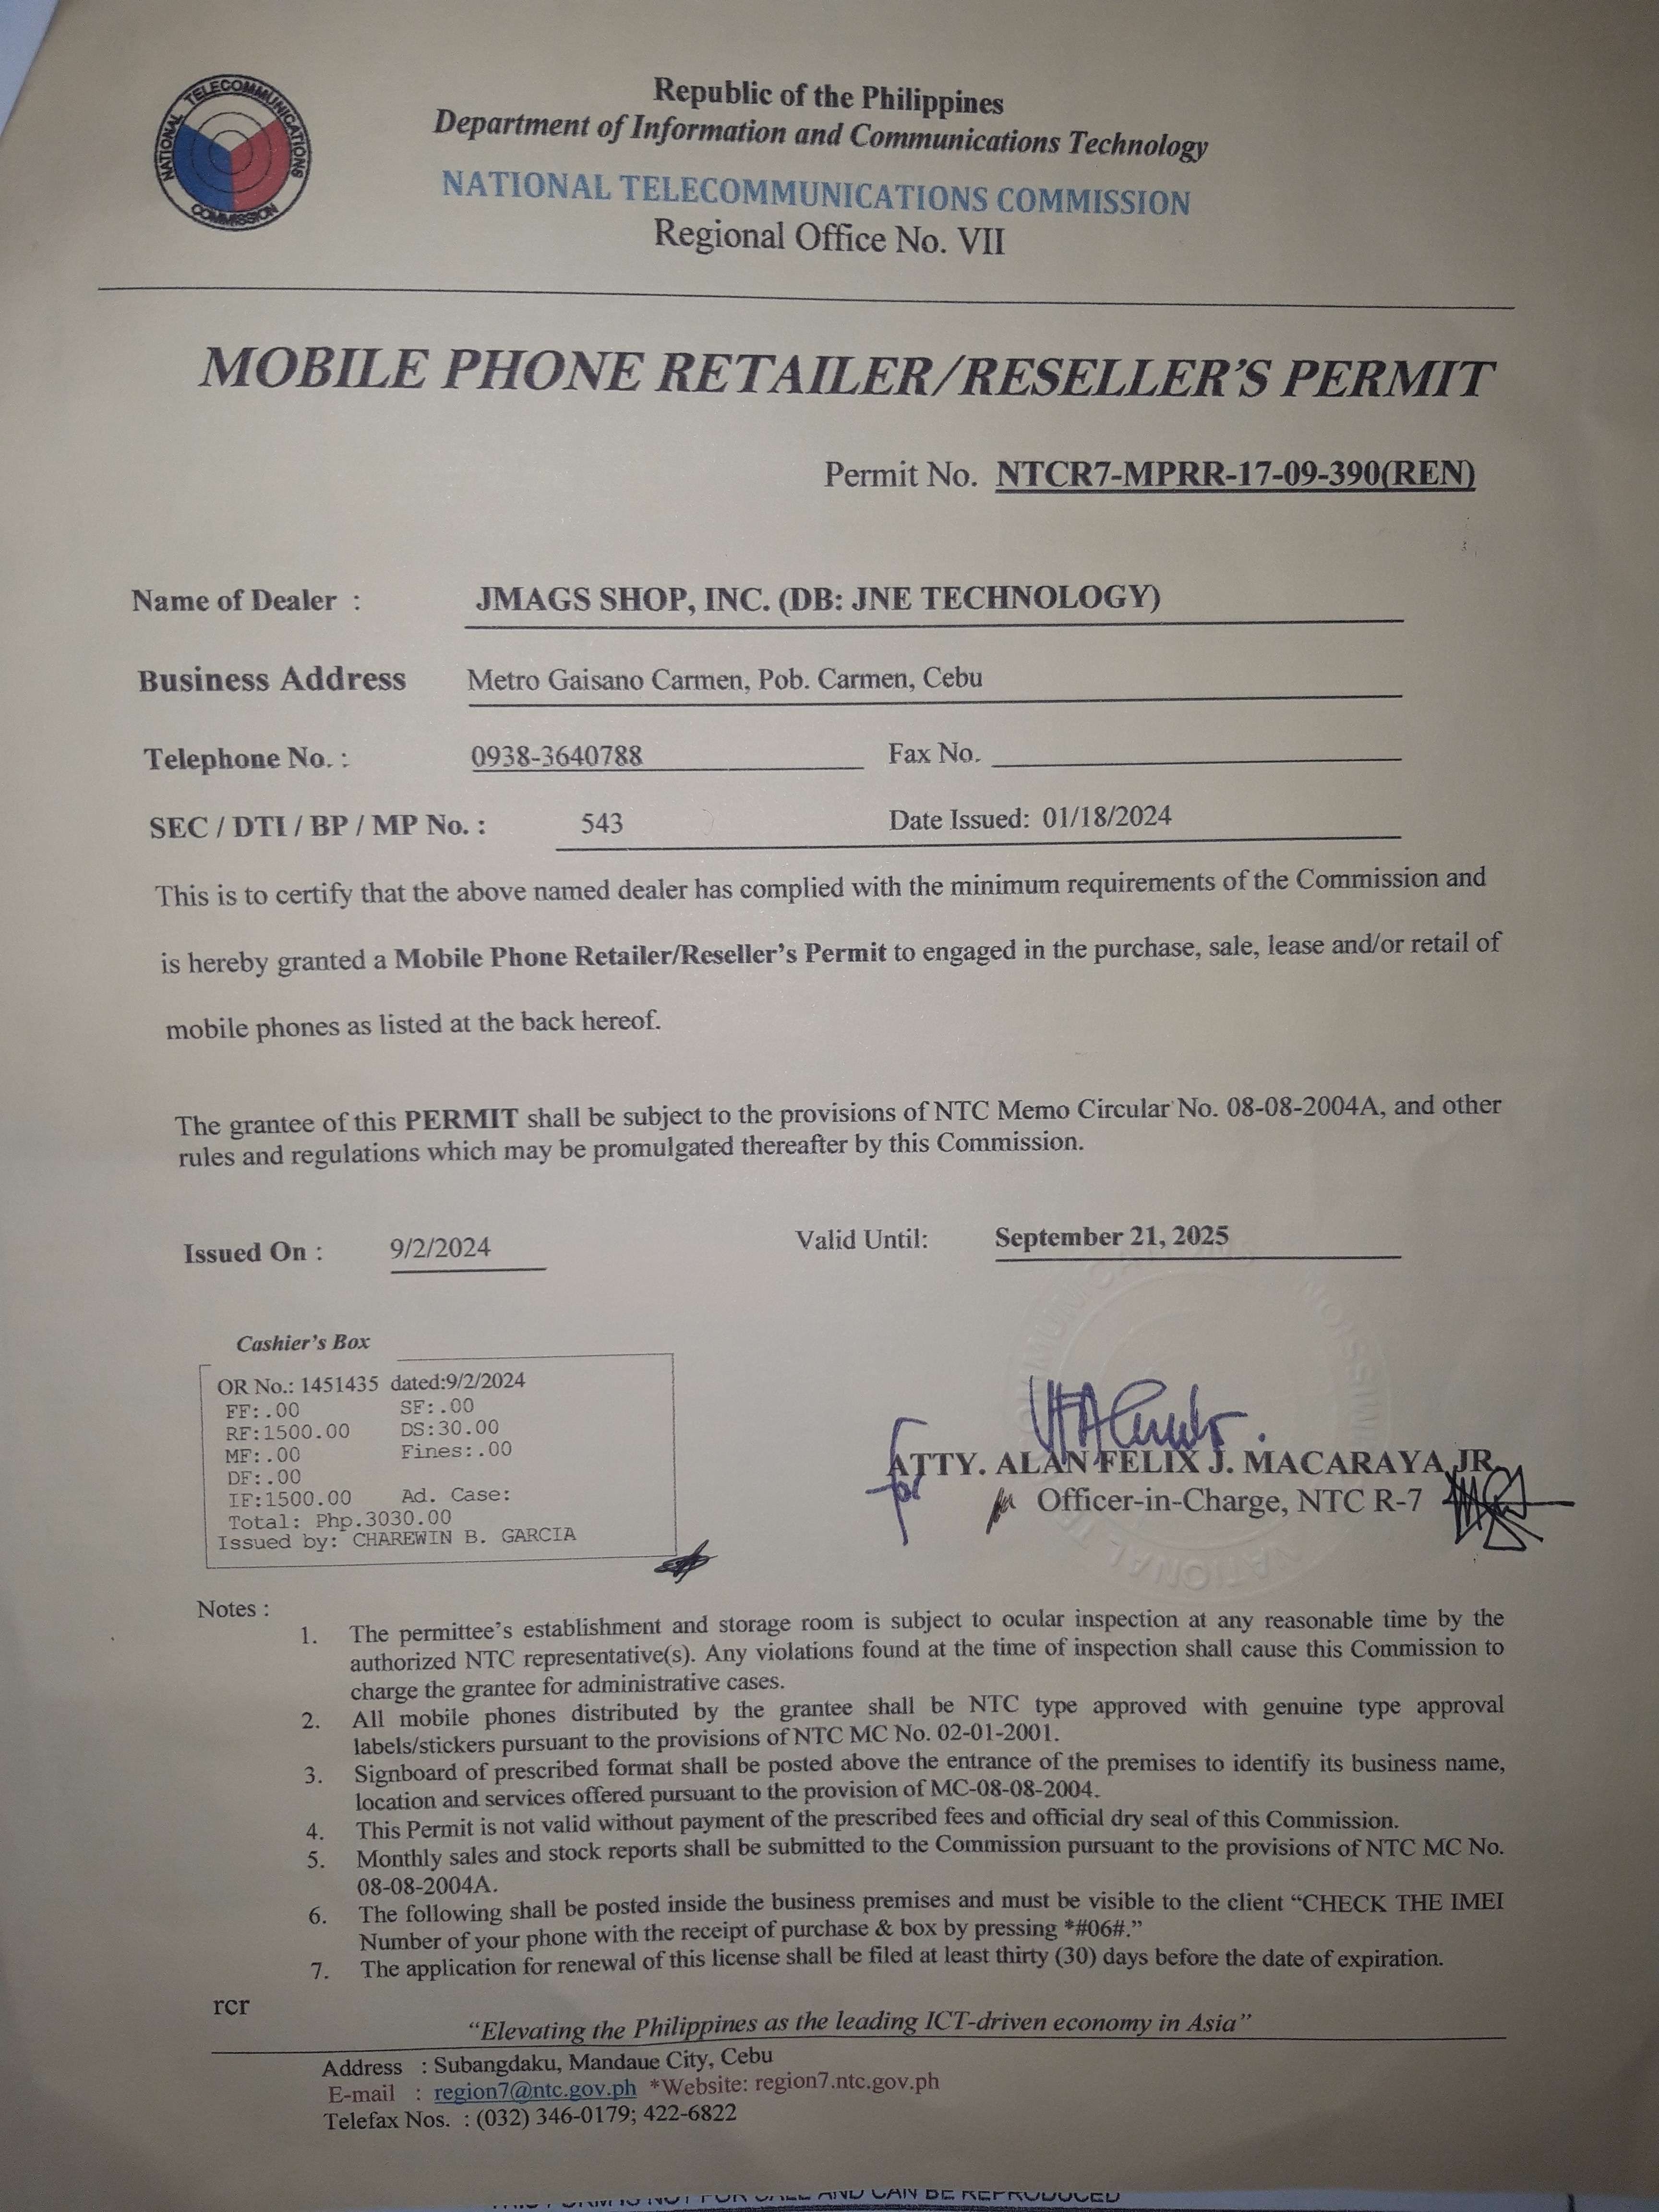 NATIONAL TELECOMMUNICATIONS COMMISSION
Republic of the Philippines
Department of Information and Communications Technology
NATIONAL TELECOMMUNICATIONS COMMISSION
Regional Office No. VII
MOBILE PHONE RETAILER/RESELLER'S PERMIT
Permit No. NTCR7-MPRR-17-09-390(REN)
Name of Dealer : JMAGS SHOP, INC. (DB: JNE TECHNOLOGY)
Business Address Metro Gaisano Carmen, Pob. Carmen, Cebu
Telephone No. : 0938-3640788 Fax No.
SEC / DTI / BP / MP No. : 543 Date Issued: 01/18/2024
This is to certify that the above named dealer has complied with the minimum requirements of the Commission and
is hereby granted a Mobile Phone Retailer/Reseller's Permit to engaged in the purchase, sale, lease and/or retail of
mobile phones as listed at the back hereof.
The grantee of this PERMIT shall be subject to the provisions of NTC Memo Circular No. 08-08-2004A, and other
rules and regulations which may be promulgated thereafter by this Commission.
Issued On : 9/2/2024 Valid Until: September 21, 2025
Cashier's Box
OR No.: 1451435 dated:9/2/2024
FF:.00 SF:.00
RF:1500.00 DS:30.00
MF:.00 Fines:.00
DF:.00
IF:1500.00 Ad. Case:
Total: Php.3030.00
Issued by: CHAREWIN B. GARCIA
for
ATTY. ALAN FELIX J. MACARAYA JR.
Officer-in-Charge, NTC R-7
Notes :
1. The permittee's establishment and storage room is subject to ocular inspection at any reasonable time by the
authorized NTC representative(s). Any violations found at the time of inspection shall cause this Commission to
charge the grantee for administrative cases.
2. All mobile phones distributed by the grantee shall be NTC type approved with genuine type approval
labels/stickers pursuant to the provisions of NTC MC No. 02-01-2001.
3. Signboard of prescribed format shall be posted above the entrance of the premises to identify its business name,
location and services offered pursuant to the provision of MC-08-08-2004.
4. This Permit is not valid without payment of the prescribed fees and official dry seal of this Commission.
5. Monthly sales and stock reports shall be submitted to the Commission pursuant to the provisions of NTC MC No.
08-08-2004A.
6. The following shall be posted inside the business premises and must be visible to the client “CHECK THE IMEI
Number of your phone with the receipt of purchase & box by pressing *#06#.”
7. The application for renewal of this license shall be filed at least thirty (30) days before the date of expiration.
rcr
“Elevating the Philippines as the leading ICT-driven economy in Asia”
Address : Subangdaku, Mandaue City, Cebu
E-mail : region7@ntc.gov.ph *Website: region7.ntc.gov.ph
Telefax Nos. : (032) 346-0179; 422-6822
THIS FORM IS NOT FOR SALE AND CAN BE REPRODUCED